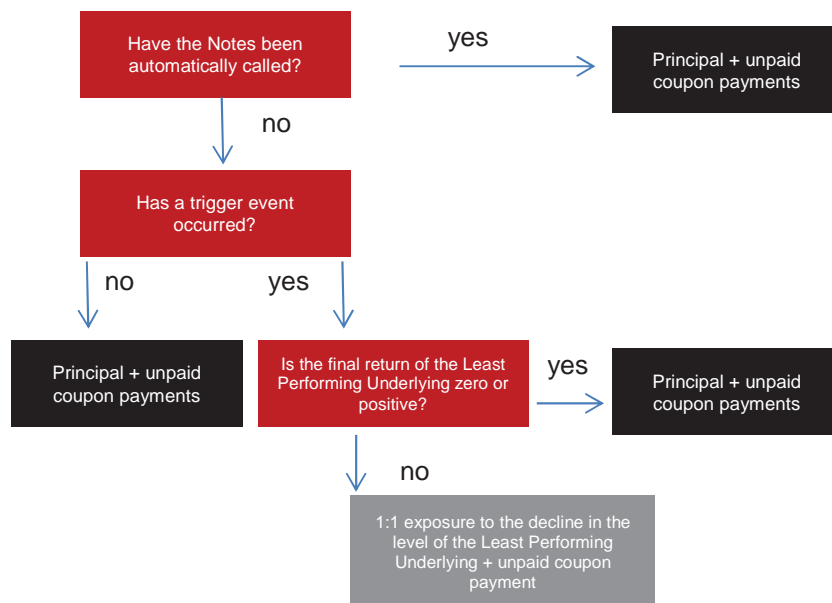 Have the Notes been
automatically called?
yes
Principal + unpaid
coupon payments
no
Has a trigger event
occurred?
no
yes
Principal + unpaid
coupon payments
Is the final return of the Least
Performing Underlying zero or
positive?
yes
Principal + unpaid
coupon payments
no
1:1 exposure to the decline in the
level of the Least Performing
Underlying + unpaid coupon
payment